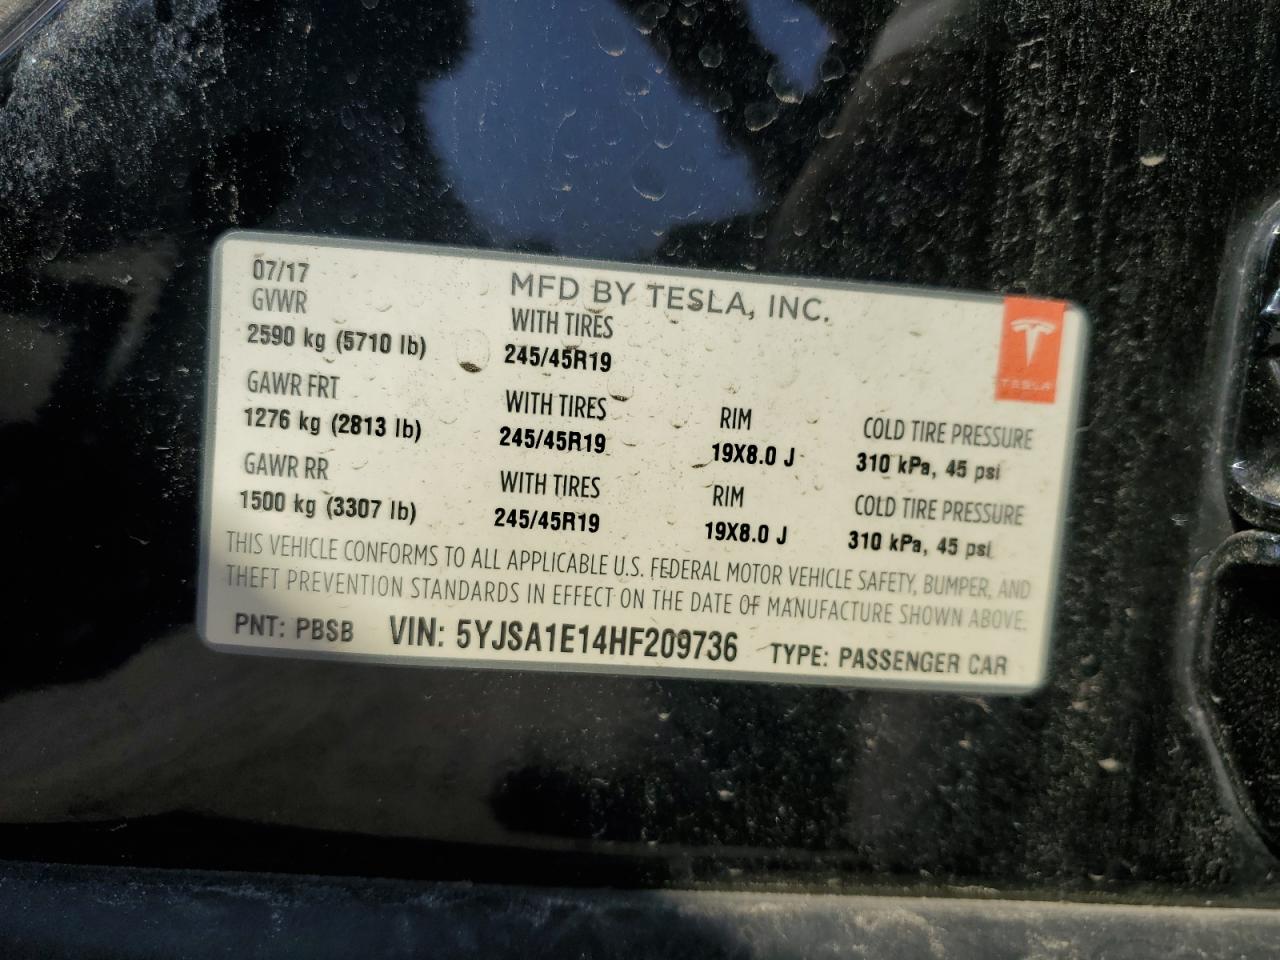 07/17
MFD BY TESLA, INC.
GVWR WITH TIRES
2590 kg (5710 lb) 245/45R19
TESLA
GAWR FRT WITH TIRES RIM COLD TIRE PRESSURE
1276 kg (2813 lb) 245/45R19 19X8.0 J 310 kPa, 45 psi
GAWR RR WITH TIRES RIM COLD TIRE PRESSURE
1500 kg (3307 lb) 245/45R19 19X8.0 J 310 kPa, 45 psi
THIS VEHICLE CONFORMS TO ALL APPLICABLE U.S. FEDERAL MOTOR VEHICLE SAFETY, BUMPER, AND
THEFT PREVENTION STANDARDS IN EFFECT ON THE DATE OF MANUFACTURE SHOWN ABOVE.
PNT: PBSB VIN: 5YJSA1E14HF209736 TYPE: PASSENGER CAR